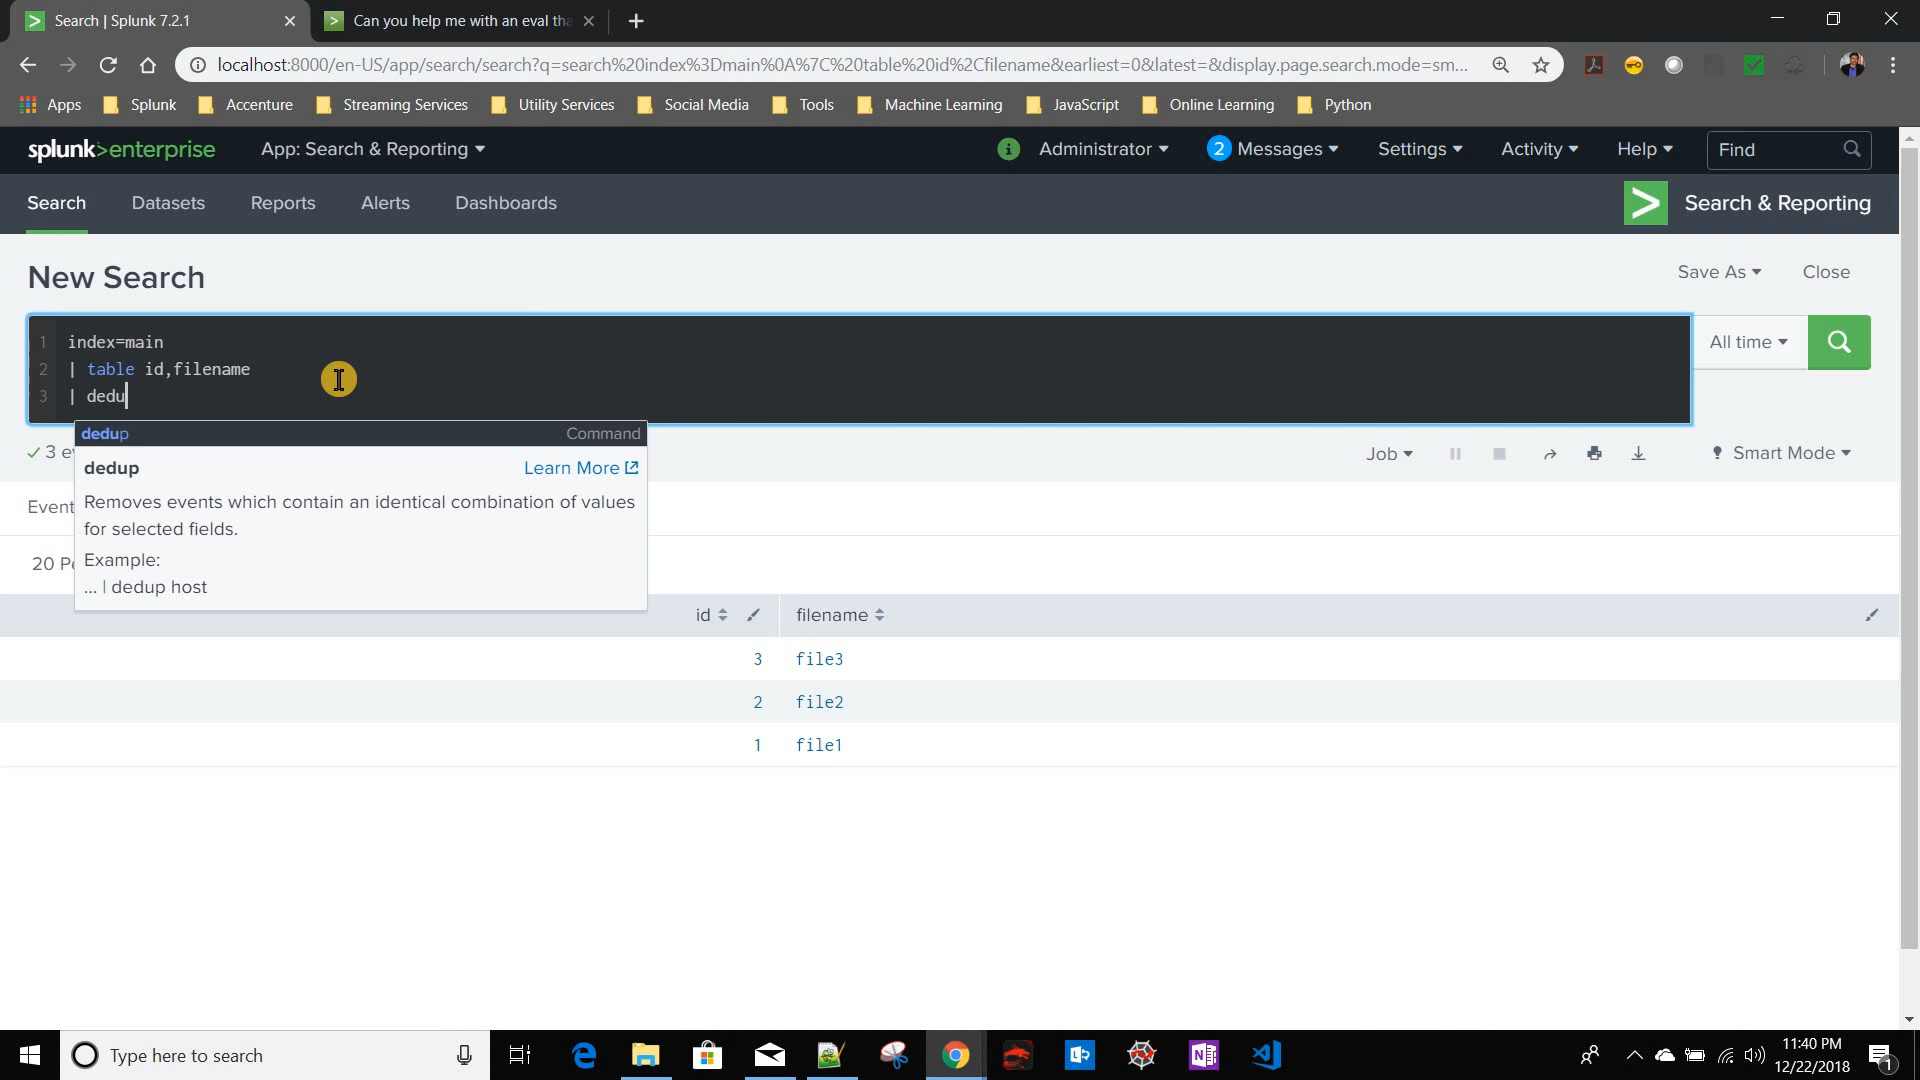 Search | Splunk 7.2.1
Can you help me with an eval tha
localhost:8000/en-US/app/search/search?q=search%20index%3Dmain%0A%7C%20table%20id%2Cfilename&earliest=0&latest=&display.page.search.mode=sm...
Apps Splunk Accenture Streaming Services Utility Services Social Media Tools Machine Learning JavaScript Online Learning Python
splunk>enterprise App: Search & Reporting i Administrator 2 Messages Settings Activity Help Find
Search Datasets Reports Alerts Dashboards > Search & Reporting
New Search Save As Close
1 index=main All time
2 | table id,filename
3 | dedu
dedup Command
✓ 3 ev Job Smart Mode
dedup Learn More
Removes events which contain an identical combination of values
for selected fields.
Event
Example:
20 Pe
... | dedup host
id filename
3 file3
2 file2
1 file1
Type here to search
11:40 PM
12/22/2018
1